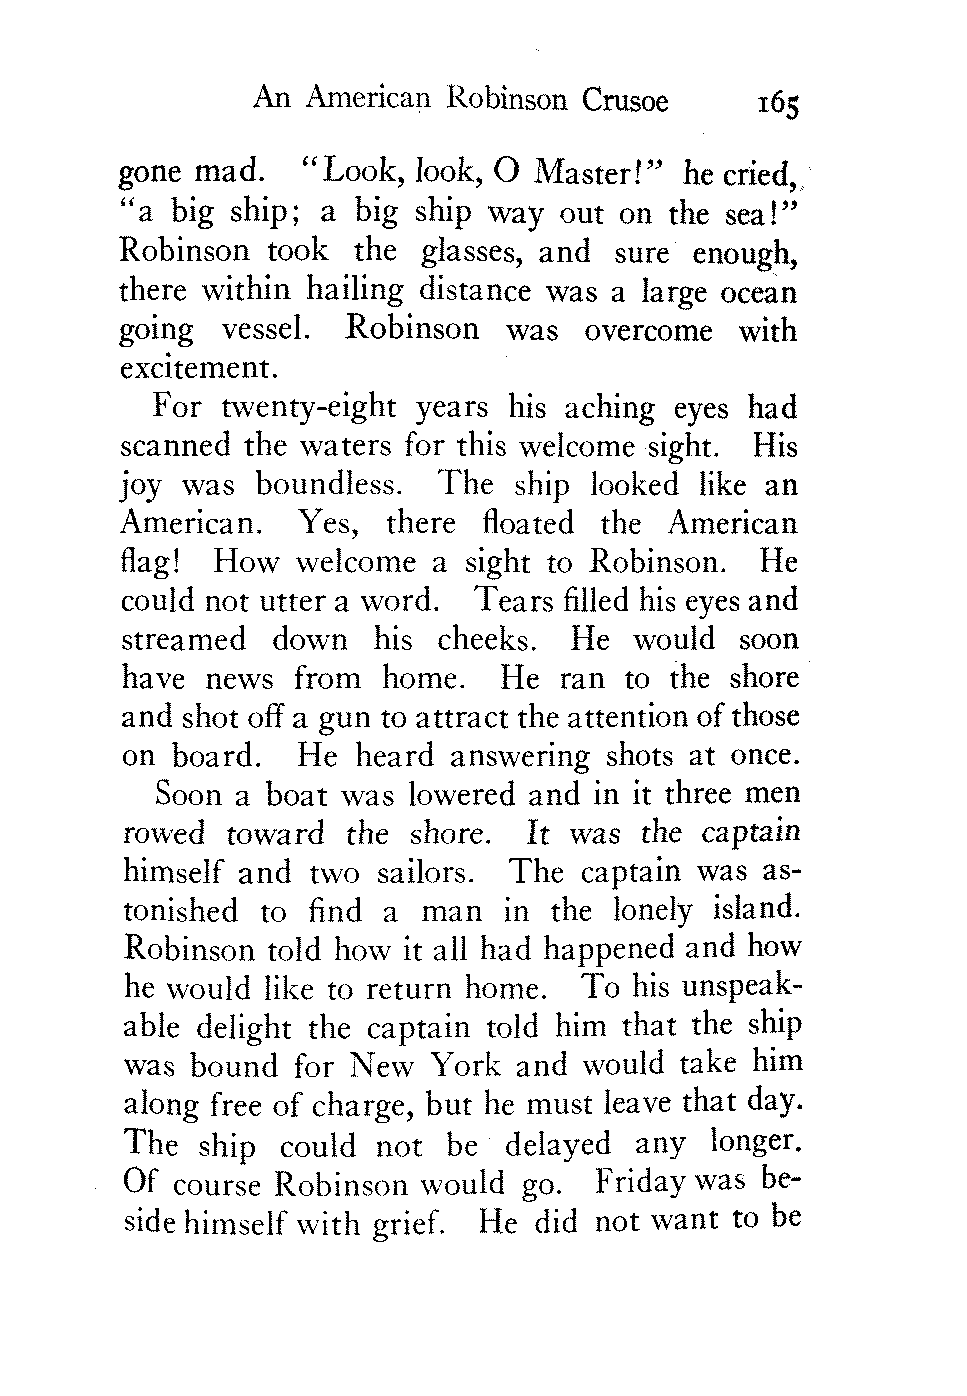 An American Robinson Crusoe 165
gone mad. "Look, look, O Master!" he cried,
"a big ship; a big ship way out on the sea!"
Robinson took the glasses, and sure enough,
there within hailing distance was a large ocean
going vessel. Robinson was overcome with
excitement.
For twenty-eight years his aching eyes had
scanned the waters for this welcome sight. His
joy was boundless. The ship looked like an
American. Yes, there floated the American
flag! How welcome a sight to Robinson. He
could not utter a word. Tears filled his eyes and
streamed down his cheeks. He would soon
have news from home. He ran to the shore
and shot off a gun to attract the attention of those
on board. He heard answering shots at once.
Soon a boat was lowered and in it three men
rowed toward the shore. It was the captain
himself and two sailors. The captain was as-
tonished to find a man in the lonely island.
Robinson told how it all had happened and how
he would like to return home. To his unspeak-
able delight the captain told him that the ship
was bound for New York and would take him
along free of charge, but he must leave that day.
The ship could not be delayed any longer.
Of course Robinson would go. Friday was be-
side himself with grief. He did not want to be